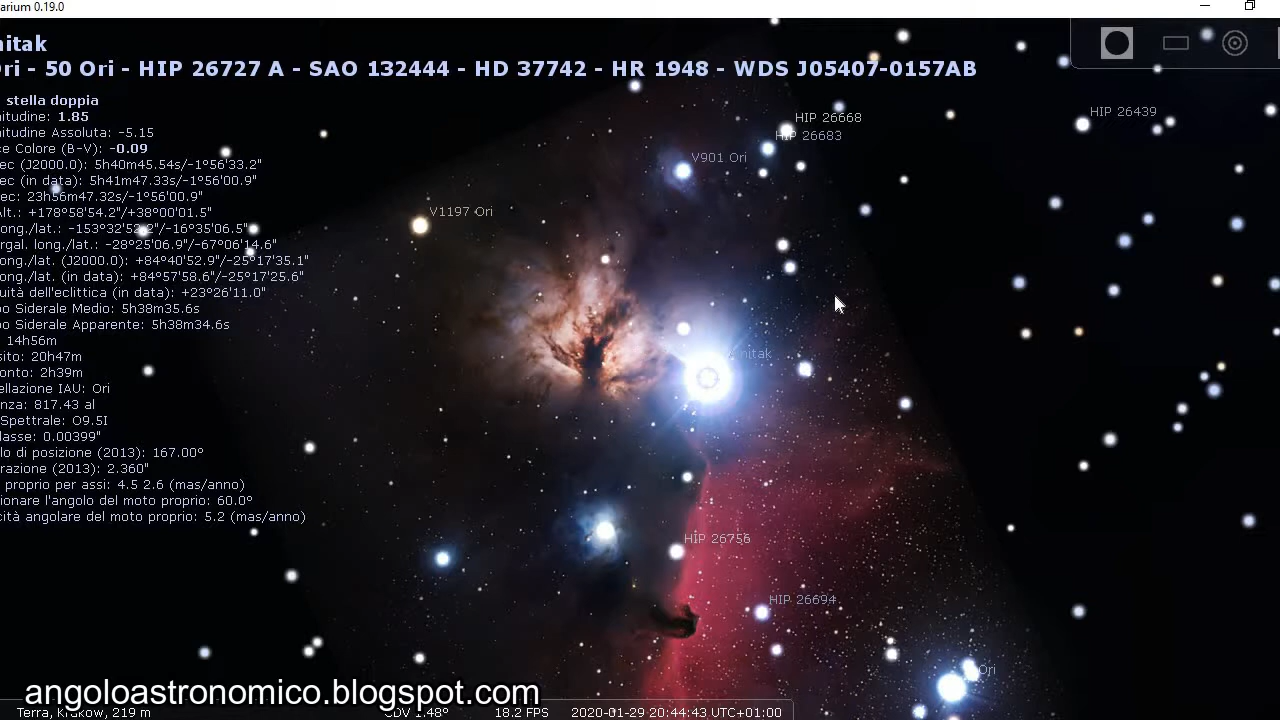 arium 0.19.0
nitak
Ori - 50 Ori - HIP 26727 A - SAO 132444 - HD 37742 - HR 1948 - WDS J05407-0157AB
stella doppia
nitudine: 1.85
nitudine Assoluta: -5.15
ce Colore (B-V): -0.09
ec (J2000.0): 5h40m45.54s/-1°56'33.2"
ec (in data): 5h41m47.33s/-1°56'00.9"
ec: 23h56m47.32s/-1°56'00.9"
Alt.: +178°58'54.2"/+38°00'01.5"
ong./lat.: -153°32'52.2"/-16°35'06.5"
ergal. long./lat.: -28°25'06.9"/-67°06'14.6"
ong./lat. (J2000.0): +84°40'52.9"/-25°17'35.1"
ong./lat. (in data): +84°57'58.6"/-25°17'25.6"
uità dell'eclittica (in data): +23°26'11.0"
po Siderale Medio: 5h38m35.6s
po Siderale Apparente: 5h38m34.6s
14h56m
sito: 20h47m
onto: 2h39m
ellazione IAU: Ori
anza: 817.43 al
Spettrale: O9.5I
lasse: 0.00399"
lo di posizione (2013): 167.00°
razione (2013): 2.360"
proprio per assi: 4.5 2.6 (mas/anno)
ionare l'angolo del moto proprio: 60.0°
cità angolare del moto proprio: 5.2 (mas/anno)
HIP 26668
HIP 26683
HIP 26439
V901 Ori
V1197 Ori
nitak
HIP 26756
HIP 26694
Ori
angoloastronomico.blogspot.com
Terra, Krakow, 219 m
CDV 1.48°
18.2 FPS
2020-01-29 20:44:43 UTC+01:00